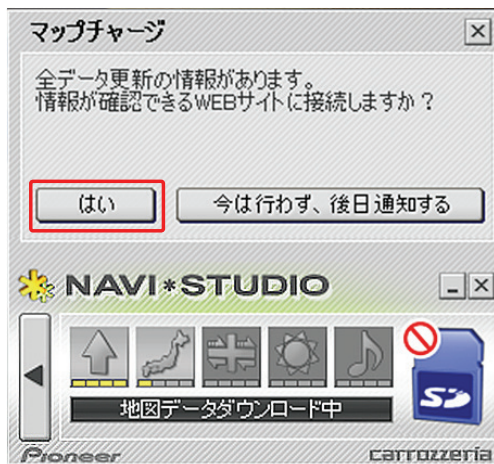 マップチャージ
全データ更新の情報があります。
情報が確認できるWEBサイトに接続しますか？
はい
今は行わず、後日通知する
NAVI*STUDIO
地図データダウンロード中
SD
Pioneer
carrozzeria